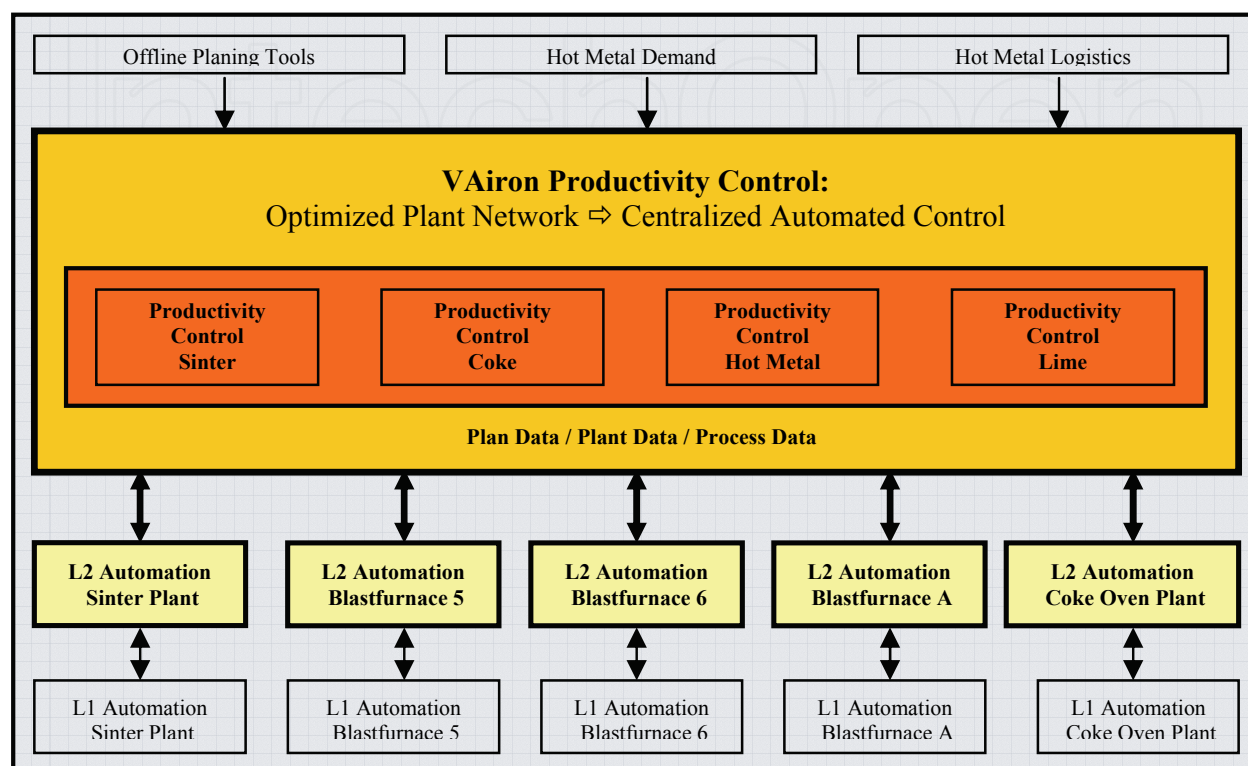 Offline Planing Tools
Hot Metal Demand
Hot Metal Logistics
InTechOpen
VAiron Productivity Control:
Optimized Plant Network ⇨ Centralized Automated Control
Productivity
Control
Sinter
Productivity
Control
Coke
Productivity
Control
Hot Metal
Productivity
Control
Lime
Plan Data / Plant Data / Process Data
L2 Automation
Sinter Plant
L2 Automation
Blastfurnace 5
L2 Automation
Blastfurnace 6
L2 Automation
Blastfurnace A
L2 Automation
Coke Oven Plant
L1 Automation
Sinter Plant
L1 Automation
Blastfurnace 5
L1 Automation
Blastfurnace 6
L1 Automation
Blastfurnace A
L1 Automation
Coke Oven Plant